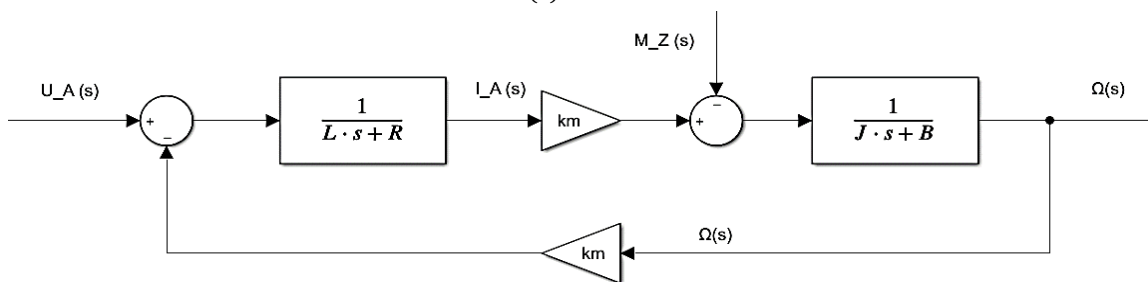 (s)
M_Z (s)
U_A (s)
I_A (s)
Ω(s)
+
−
1
L · s + R
km
+
−
1
J · s + B
km
Ω(s)